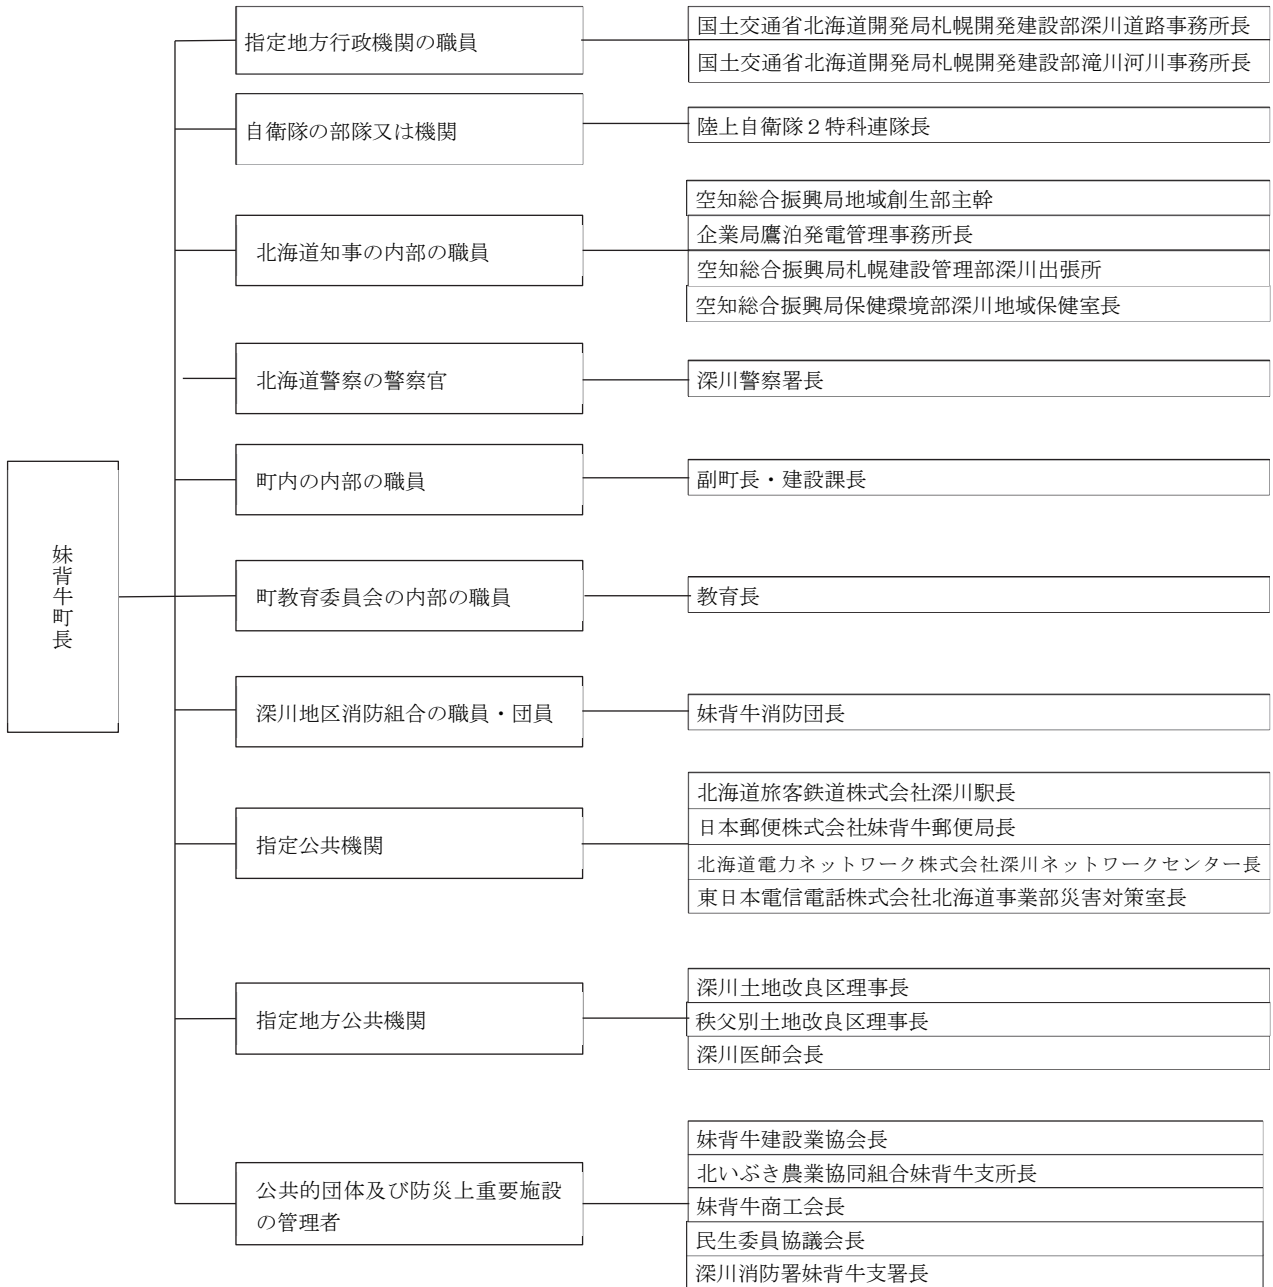 指定地方行政機関の職員
国土交通省北海道開発局札幌開発建設部深川道路事務所長
国土交通省北海道開発局札幌開発建設部滝川河川事務所長
自衛隊の部隊又は機関
陸上自衛隊２特科連隊長
北海道知事の内部の職員
空知総合振興局地域創生部主幹
企業局鷹泊発電管理事務所長
空知総合振興局札幌建設管理部深川出張所
空知総合振興局保健環境部深川地域保健室長
北海道警察の警察官
深川警察署長
町内の内部の職員
副町長・建設課長
妹背牛町長
町教育委員会の内部の職員
教育長
深川地区消防組合の職員・団員
妹背牛消防団長
指定公共機関
北海道旅客鉄道株式会社深川駅長
日本郵便株式会社妹背牛郵便局長
北海道電力ネットワーク株式会社深川ネットワークセンター長
東日本電信電話株式会社北海道事業部災害対策室長
指定地方公共機関
深川土地改良区理事長
秩父別土地改良区理事長
深川医師会長
公共的団体及び防災上重要施設
の管理者
妹背牛建設業協会長
北いぶき農業協同組合妹背牛支所長
妹背牛商工会長
民生委員協議会長
深川消防署妹背牛支署長